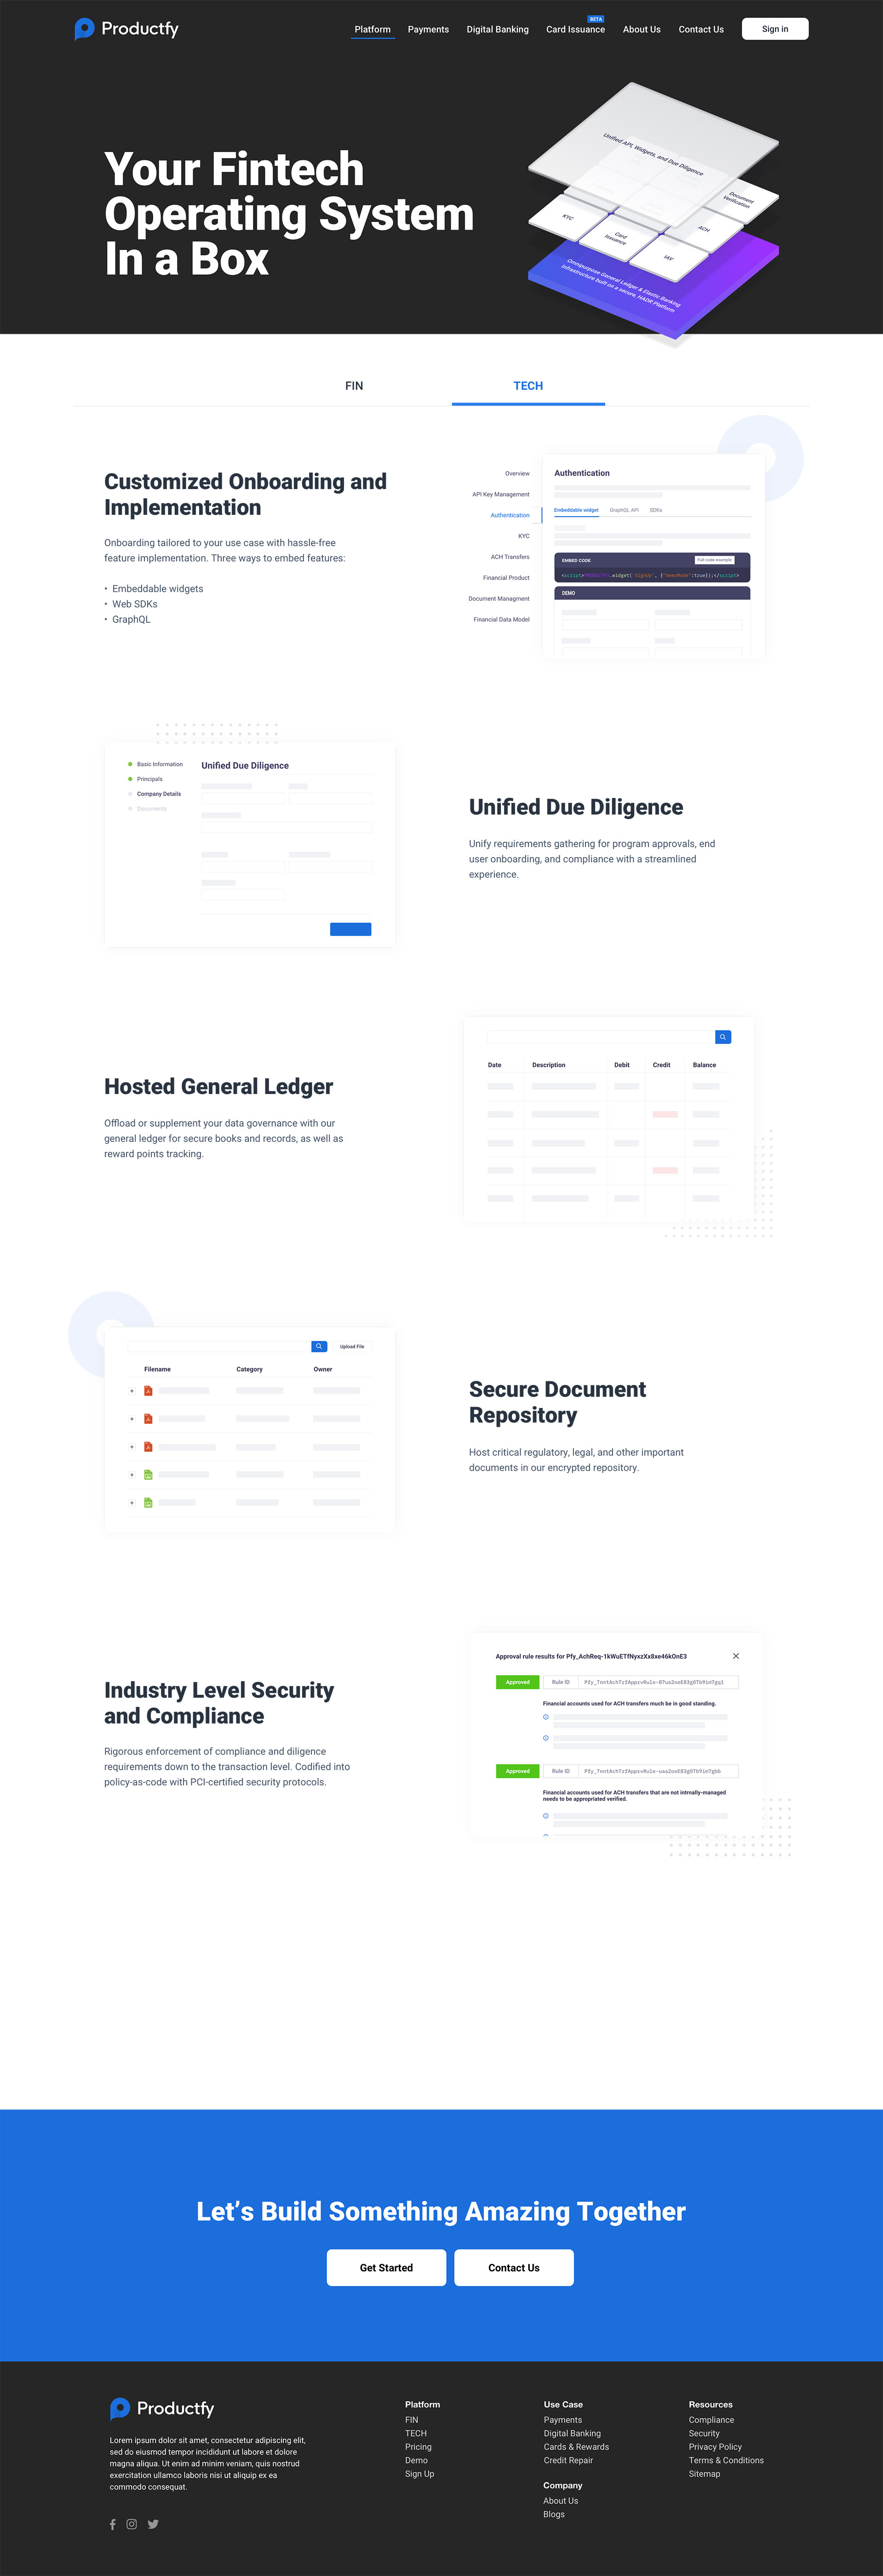 Productfy
Platform
Payments
Digital Banking
BETA
Card Issuance
About Us
Contact Us
Sign in
Your Fintech
Operating System
In a Box
Unified API, Widgets, and Due Diligence
Document
Verification
KYC
Card
Issuance
ACH
IAV
Omnipurpose General Ledger & Elastic Banking
Infrastructure built on a secure, HADR Platform
FIN
TECH
Customized Onboarding and
Implementation
Onboarding tailored to your use case with hassle-free
feature implementation. Three ways to embed features:
• Embeddable widgets
• Web SDKs
• GraphQL
Overview
API Key Management
Authentication
KYC
ACH Transfers
Financial Product
Document Managment
Financial Data Model
Authentication
Embeddable widget
GraphQL API
SDKs
EMBED CODE
Full code example
DEMO
Basic Information
Principals
Company Details
Documents
Unified Due Diligence
Unified Due Diligence
Unify requirements gathering for program approvals, end
user onboarding, and compliance with a streamlined
experience.
Hosted General Ledger
Offload or supplement your data governance with our
general ledger for secure books and records, as well as
reward points tracking.
Date
Description
Debit
Credit
Balance
Upload File
Filename
Category
Owner
Secure Document
Repository
Host critical regulatory, legal, and other important
documents in our encrypted repository.
Industry Level Security
and Compliance
Rigorous enforcement of compliance and diligence
requirements down to the transaction level. Codified into
policy-as-code with PCI-certified security protocols.
Approval rule results for
Approved
Rule ID
Financial accounts used for ACH transfers much be in good standing.
Approved
Rule ID
Financial accounts used for ACH transfers that are not intrnally-managed
needs to be appropriated verified.
Let's Build Something Amazing Together
Get Started
Contact Us
Productfy
Lorem ipsum dolor sit amet, consectetur adipiscing elit,
sed do eiusmod tempor incididunt ut labore et dolore
magna aliqua. Ut enim ad minim veniam, quis nostrud
exercitation ullamco laboris nisi ut aliquip ex ea
commodo consequat.
Platform
FIN
TECH
Pricing
Demo
Sign Up
Use Case
Payments
Digital Banking
Cards & Rewards
Credit Repair
Company
About Us
Blogs
Resources
Compliance
Security
Privacy Policy
Terms & Conditions
Sitemap